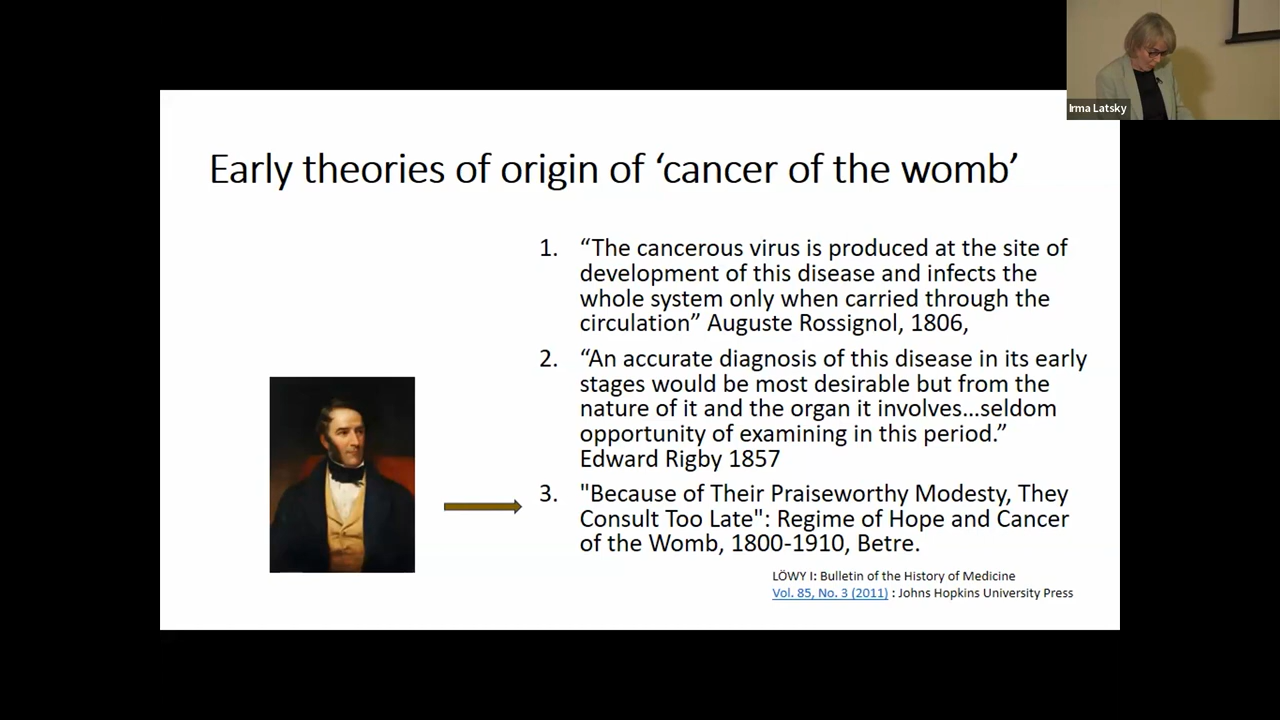 Irma Latsky
Early theories of origin of ‘cancer of the womb’
1. “The cancerous virus is produced at the site of
development of this disease and infects the
whole system only when carried through the
circulation” Auguste Rossignol, 1806,
2. “An accurate diagnosis of this disease in its early
stages would be most desirable but from the
nature of it and the organ it involves...seldom
opportunity of examining in this period.”
Edward Rigby 1857
3. "Because of Their Praiseworthy Modesty, They
Consult Too Late": Regime of Hope and Cancer
of the Womb, 1800-1910, Betre.
LÖWY I: Bulletin of the History of Medicine
Vol. 85, No. 3 (2011) : Johns Hopkins University Press